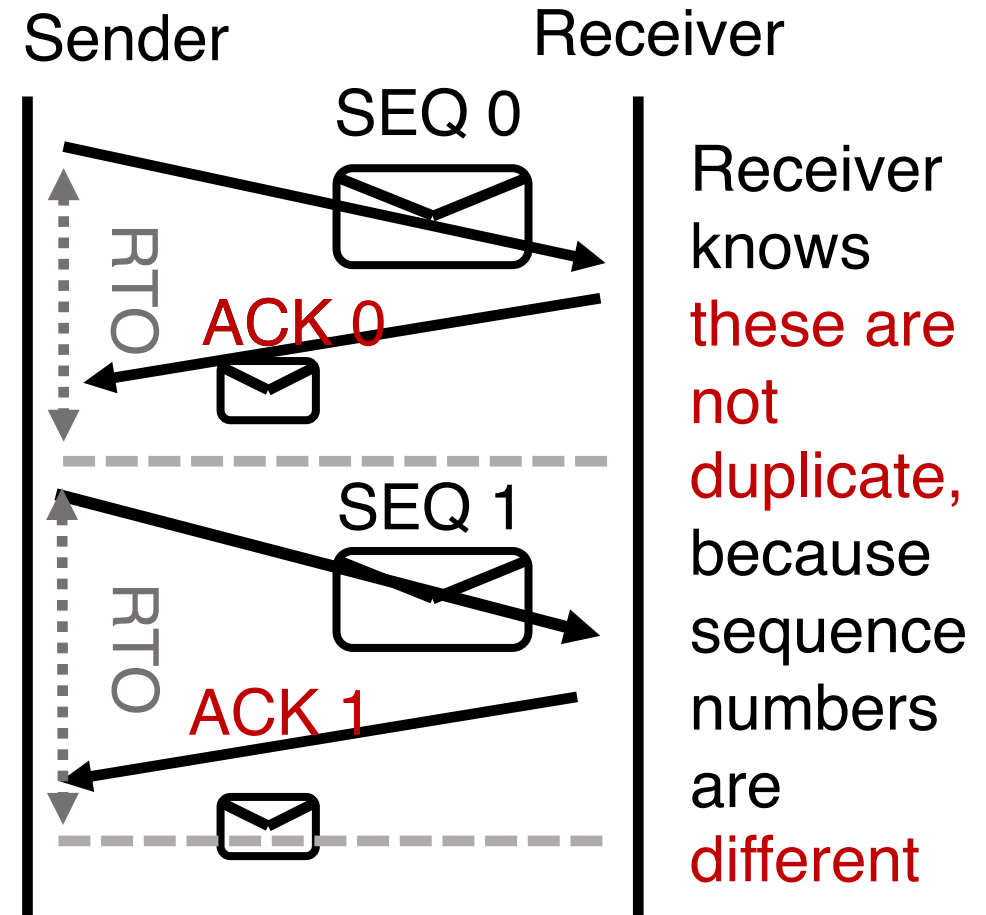 Sender
Receiver
SEQ 0
RTO
ACK 0
SEQ 1
RTO
ACK 1
Receiver
knows
these are
not
duplicate,
because
sequence
numbers
are
different